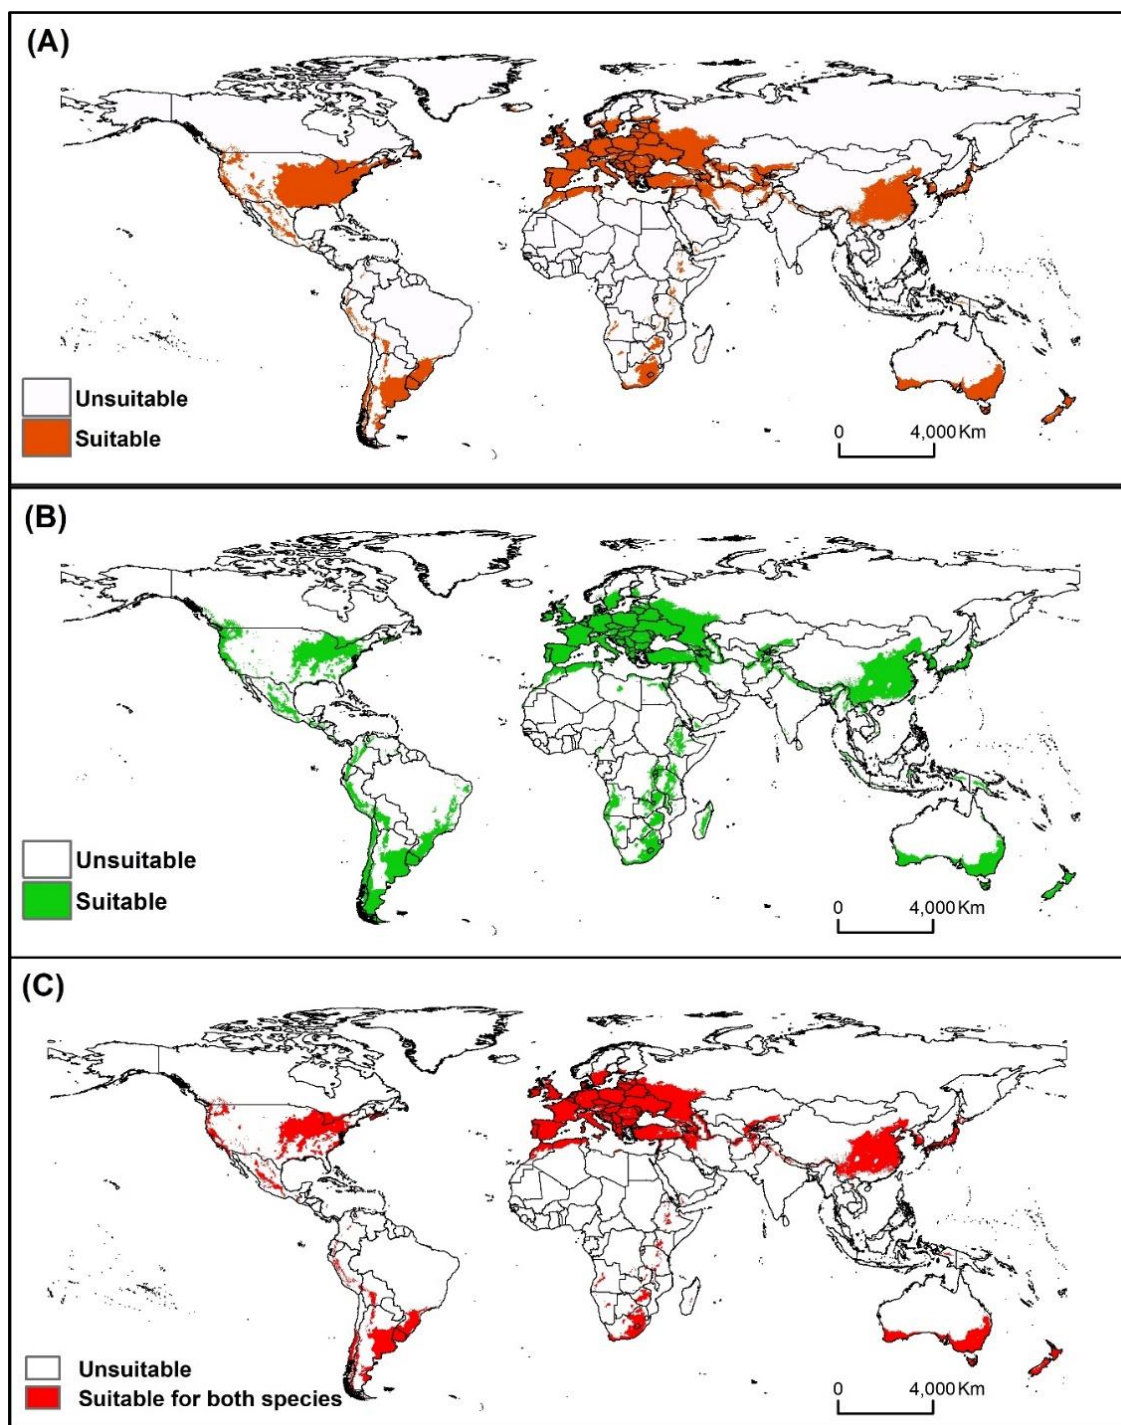 (A)
Unsuitable
Suitable
0 4,000 Km
(B)
Unsuitable
Suitable
0 4,000 Km
(C)
Unsuitable
Suitable for both species
0 4,000 Km